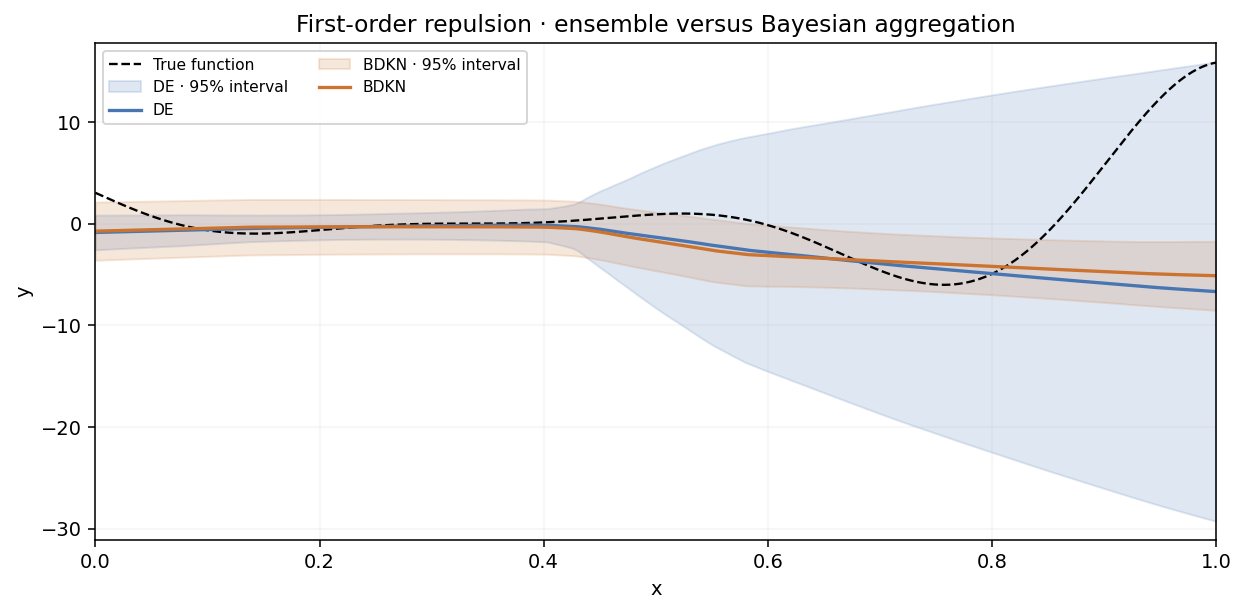 First-order repulsion · ensemble versus Bayesian aggregation
True function
DE · 95% interval
DE
BDKN · 95% interval
BDKN
y
10
0
−10
−20
−30
0.0
0.2
0.4
0.6
0.8
1.0
x